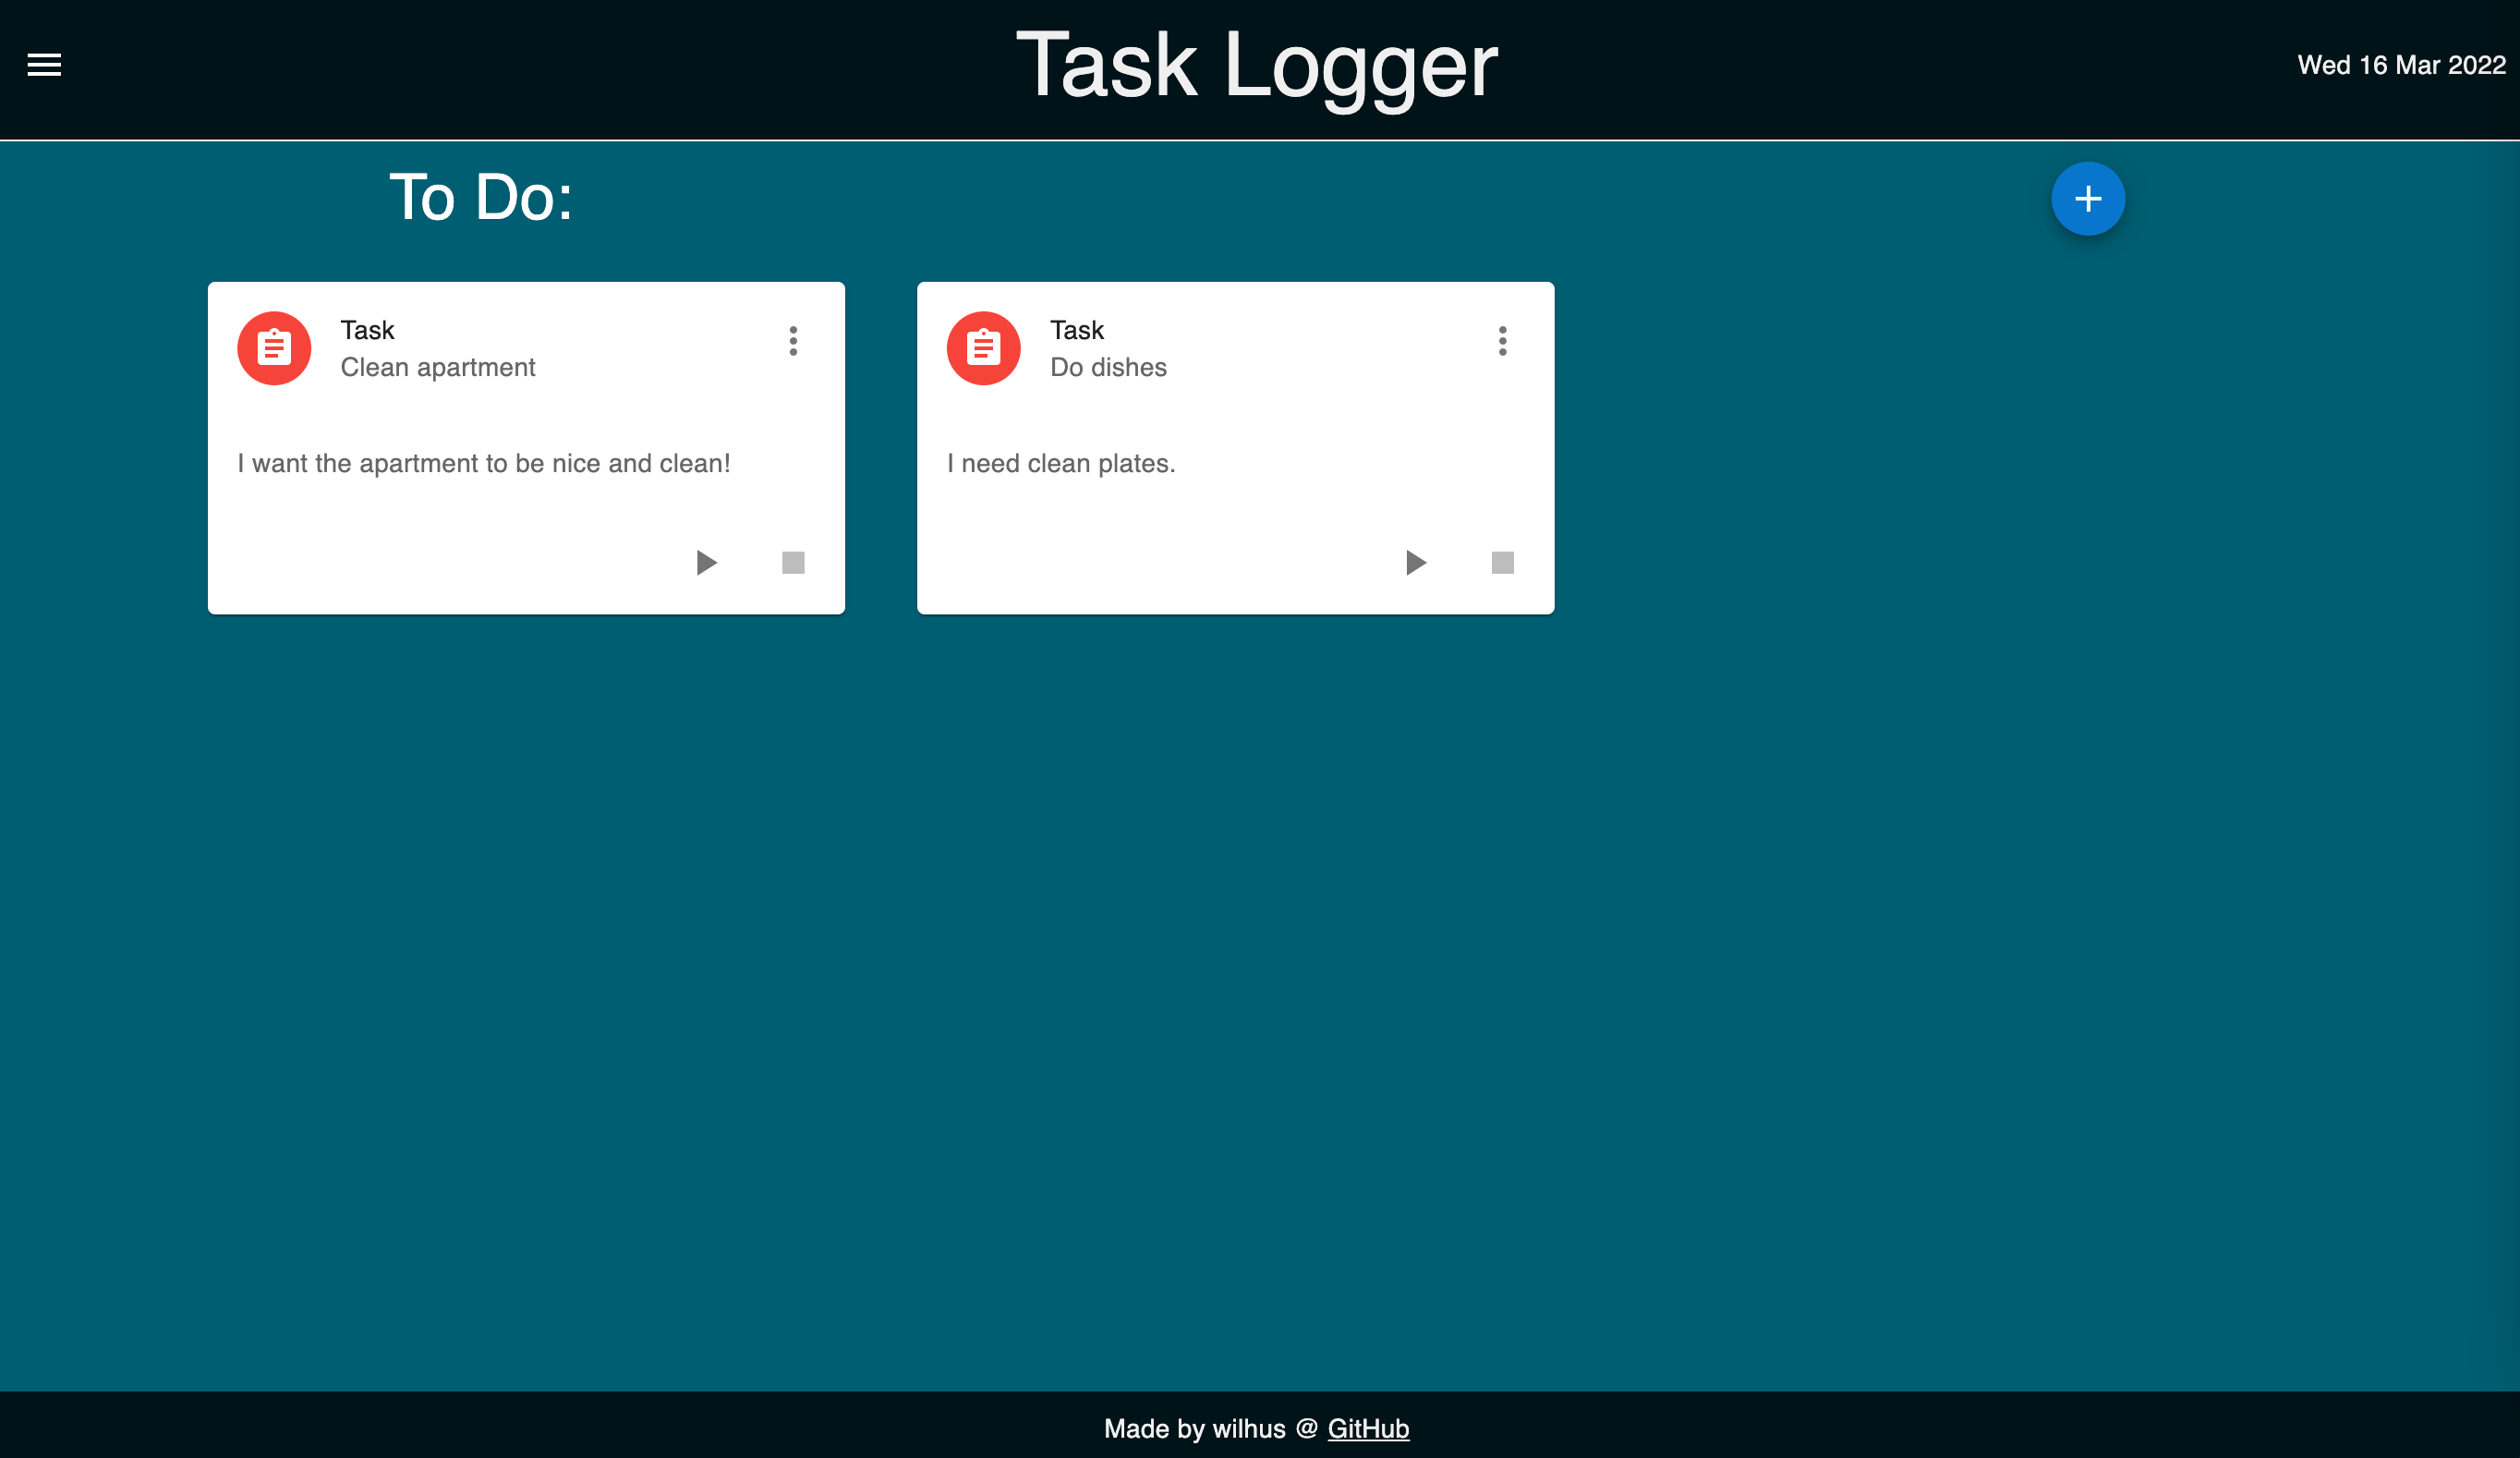 Task Logger
Wed 16 Mar 2022
To Do:
Task
Clean apartment
I want the apartment to be nice and clean!
Task
Do dishes
I need clean plates.
Made by wilhus @ GitHub